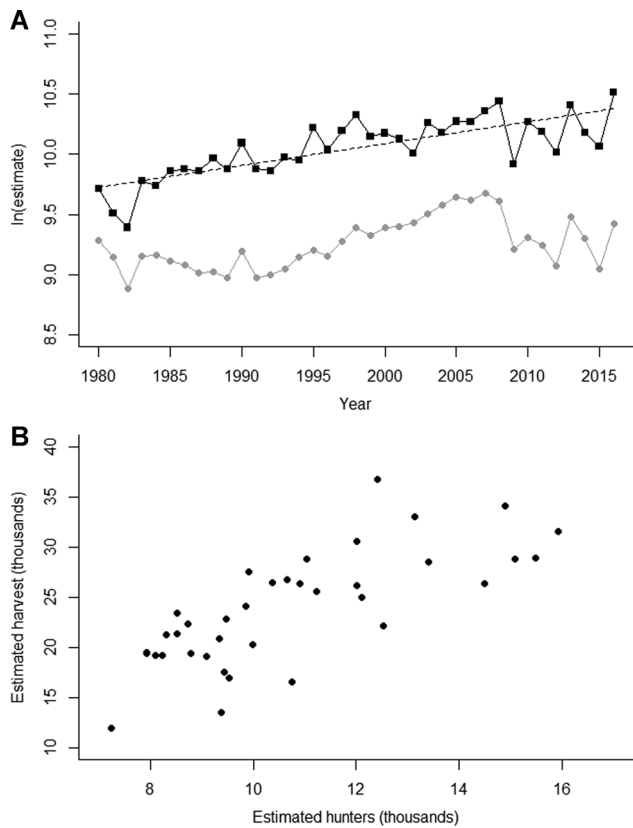 A
11.0
10.5
10.0
9.5
9.0
8.5
ln(estimate)
1980 1985 1990 1995 2000 2005 2010 2015
Year
B
40
35
30
25
20
15
10
Estimated harvest (thousands)
8 10 12 14 16
Estimated hunters (thousands)